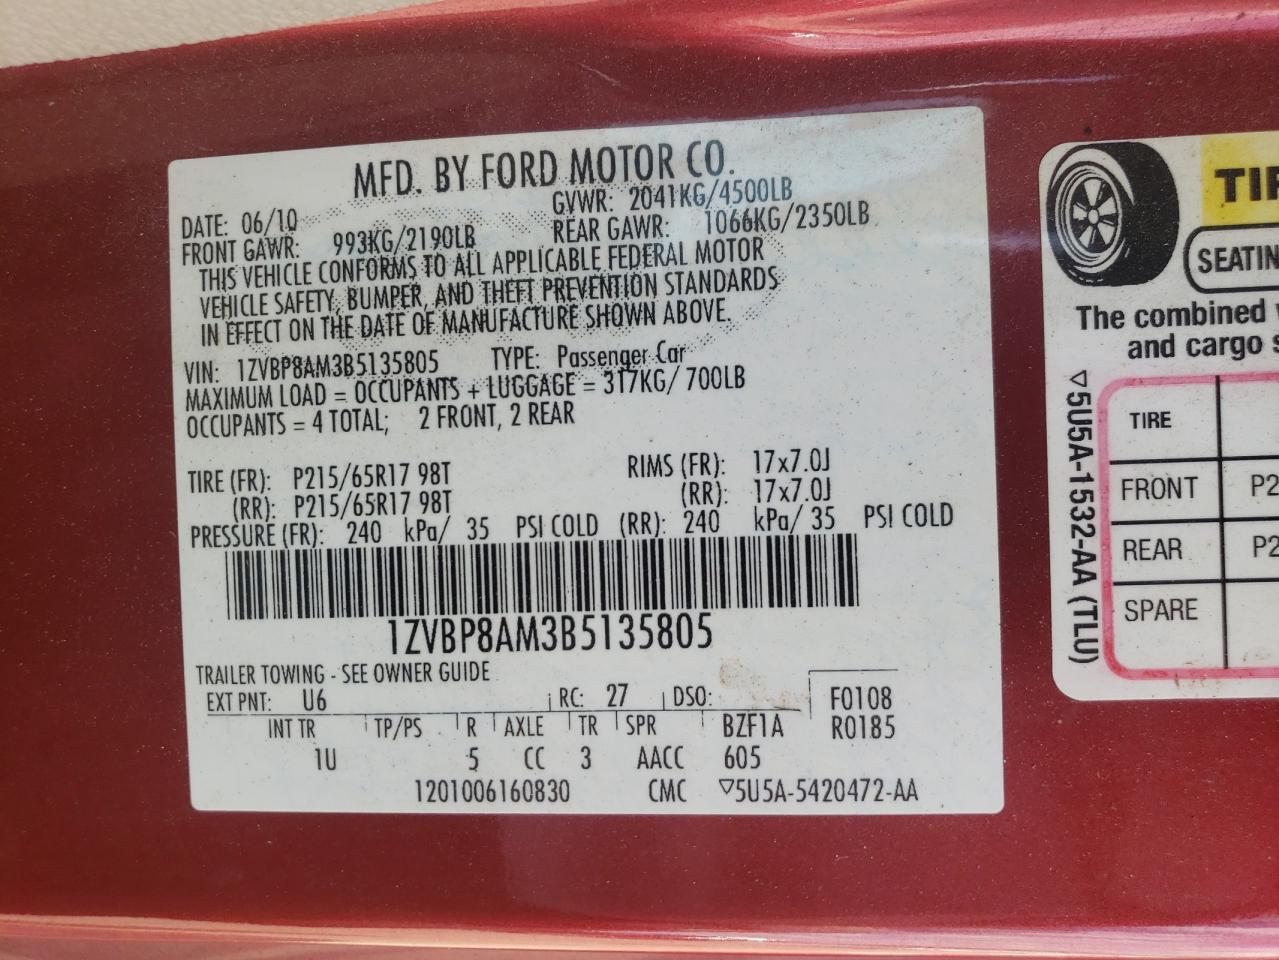 MFD. BY FORD MOTOR CO.
DATE: 06/10 GVWR: 2041KG/4500LB
FRONT GAWR: 993KG/2190LB REAR GAWR: 1066KG/2350LB
THIS VEHICLE CONFORMS TO ALL APPLICABLE FEDERAL MOTOR
VEHICLE SAFETY, BUMPER, AND THEFT PREVENTION STANDARDS
IN EFFECT ON THE DATE OF MANUFACTURE SHOWN ABOVE.
VIN: 1ZVBP8AM3B5135805 TYPE: Passenger Car
MAXIMUM LOAD = OCCUPANTS + LUGGAGE = 317KG/ 700LB
OCCUPANTS = 4 TOTAL; 2 FRONT, 2 REAR
TIRE (FR): P215/65R17 98T RIMS (FR): 17x7.0J
(RR): P215/65R17 98T (RR): 17x7.0J
PRESSURE (FR): 240 kPa/ 35 PSI COLD (RR): 240 kPa/ 35 PSI COLD
1ZVBP8AM3B5135805
TRAILER TOWING - SEE OWNER GUIDE
EXT PNT: U6 RC: 27 DSO: F0108
INT TR TP/PS R AXLE TR SPR BZF1A R0185
1U 5 CC 3 AACC 605
1201006160830 CMC ▽5U5A-5420472-AA
TIR
SEATIN
The combined
and cargo s
▽5U5A-1532-AA (TLU)
TIRE
FRONT P2
REAR P2
SPARE